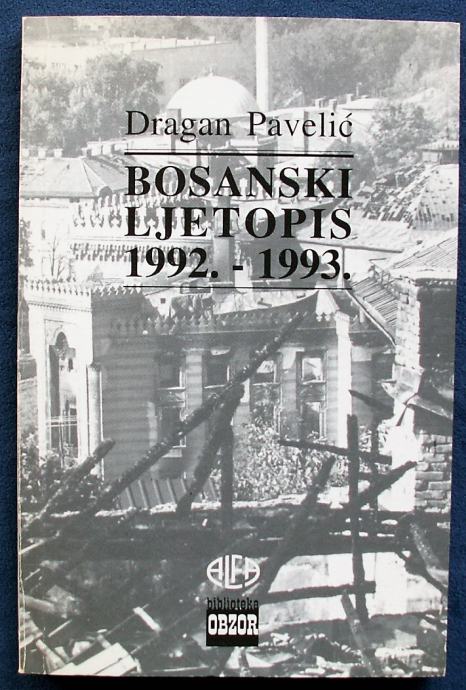 Dragan Pavelić
BOSANSKI
LJETOPIS
1992. - 1993.
ALFA
biblioteka
OBZOR